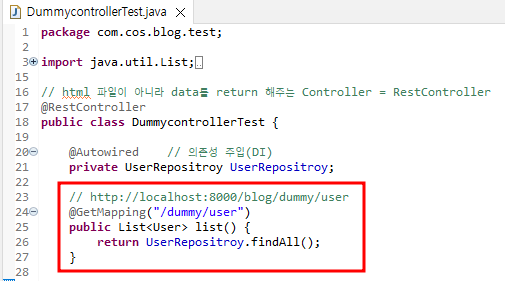 DummycontrollerTest.java
1 package com.cos.blog.test;
2
3 import java.util.List;
15
16 // html 파일이 아니라 data를 return 해주는 Controller = RestController
17 @RestController
18 public class DummycontrollerTest {
19
20 @Autowired // 의존성 주입(DI)
21 private UserRepositroy UserRepositroy;
22
23 // http://localhost:8000/blog/dummy/user
24 @GetMapping("/dummy/user")
25 public List<User> list() {
26 return UserRepositroy.findAll();
27 }
28